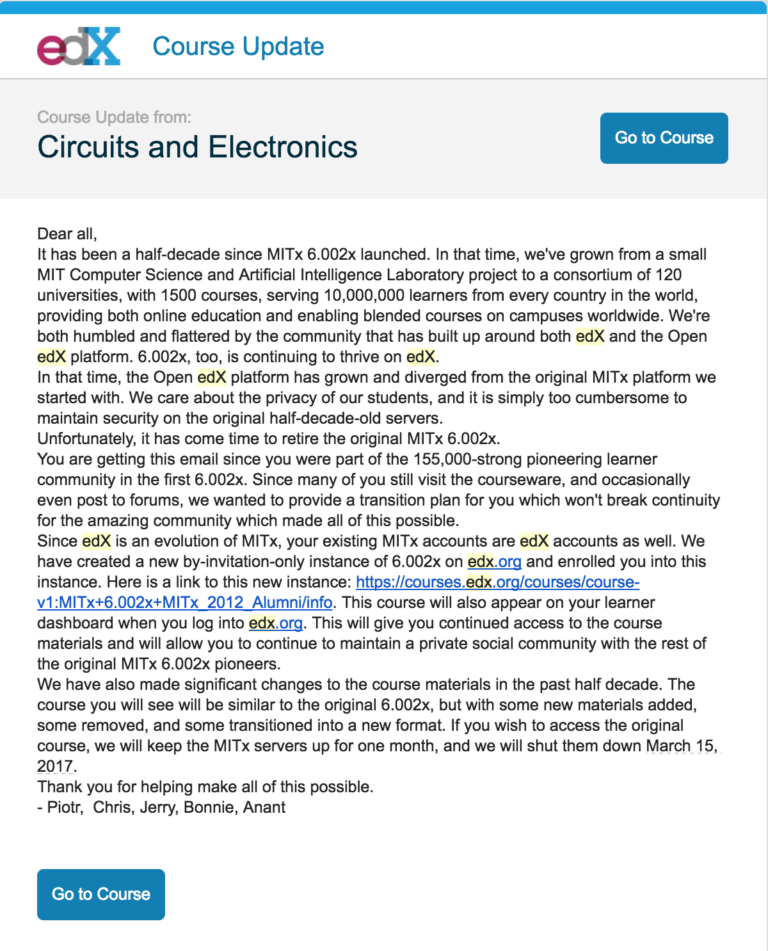 edX Course Update
Course Update from:
Circuits and Electronics
Go to Course
Dear all,
It has been a half-decade since MITx 6.002x launched. In that time, we've grown from a small
MIT Computer Science and Artificial Intelligence Laboratory project to a consortium of 120
universities, with 1500 courses, serving 10,000,000 learners from every country in the world,
providing both online education and enabling blended courses on campuses worldwide. We're
both humbled and flattered by the community that has built up around both edX and the Open
edX platform. 6.002x, too, is continuing to thrive on edX.
In that time, the Open edX platform has grown and diverged from the original MITx platform we
started with. We care about the privacy of our students, and it is simply too cumbersome to
maintain security on the original half-decade-old servers.
Unfortunately, it has come time to retire the original MITx 6.002x.
You are getting this email since you were part of the 155,000-strong pioneering learner
community in the first 6.002x. Since many of you still visit the courseware, and occasionally
even post to forums, we wanted to provide a transition plan for you which won't break continuity
for the amazing community which made all of this possible.
Since edX is an evolution of MITx, your existing MITx accounts are edX accounts as well. We
have created a new by-invitation-only instance of 6.002x on edx.org and enrolled you into this
instance. Here is a link to this new instance: https://courses.edx.org/courses/course-
v1:MITx+6.002x+MITx_2012_Alumni/info. This course will also appear on your learner
dashboard when you log into edx.org. This will give you continued access to the course
materials and will allow you to continue to maintain a private social community with the rest of
the original MITx 6.002x pioneers.
We have also made significant changes to the course materials in the past half decade. The
course you will see will be similar to the original 6.002x, but with some new materials added,
some removed, and some transitioned into a new format. If you wish to access the original
course, we will keep the MITx servers up for one month, and we will shut them down March 15,
2017.
Thank you for helping make all of this possible.
- Piotr,  Chris, Jerry, Bonnie, Anant
Go to Course